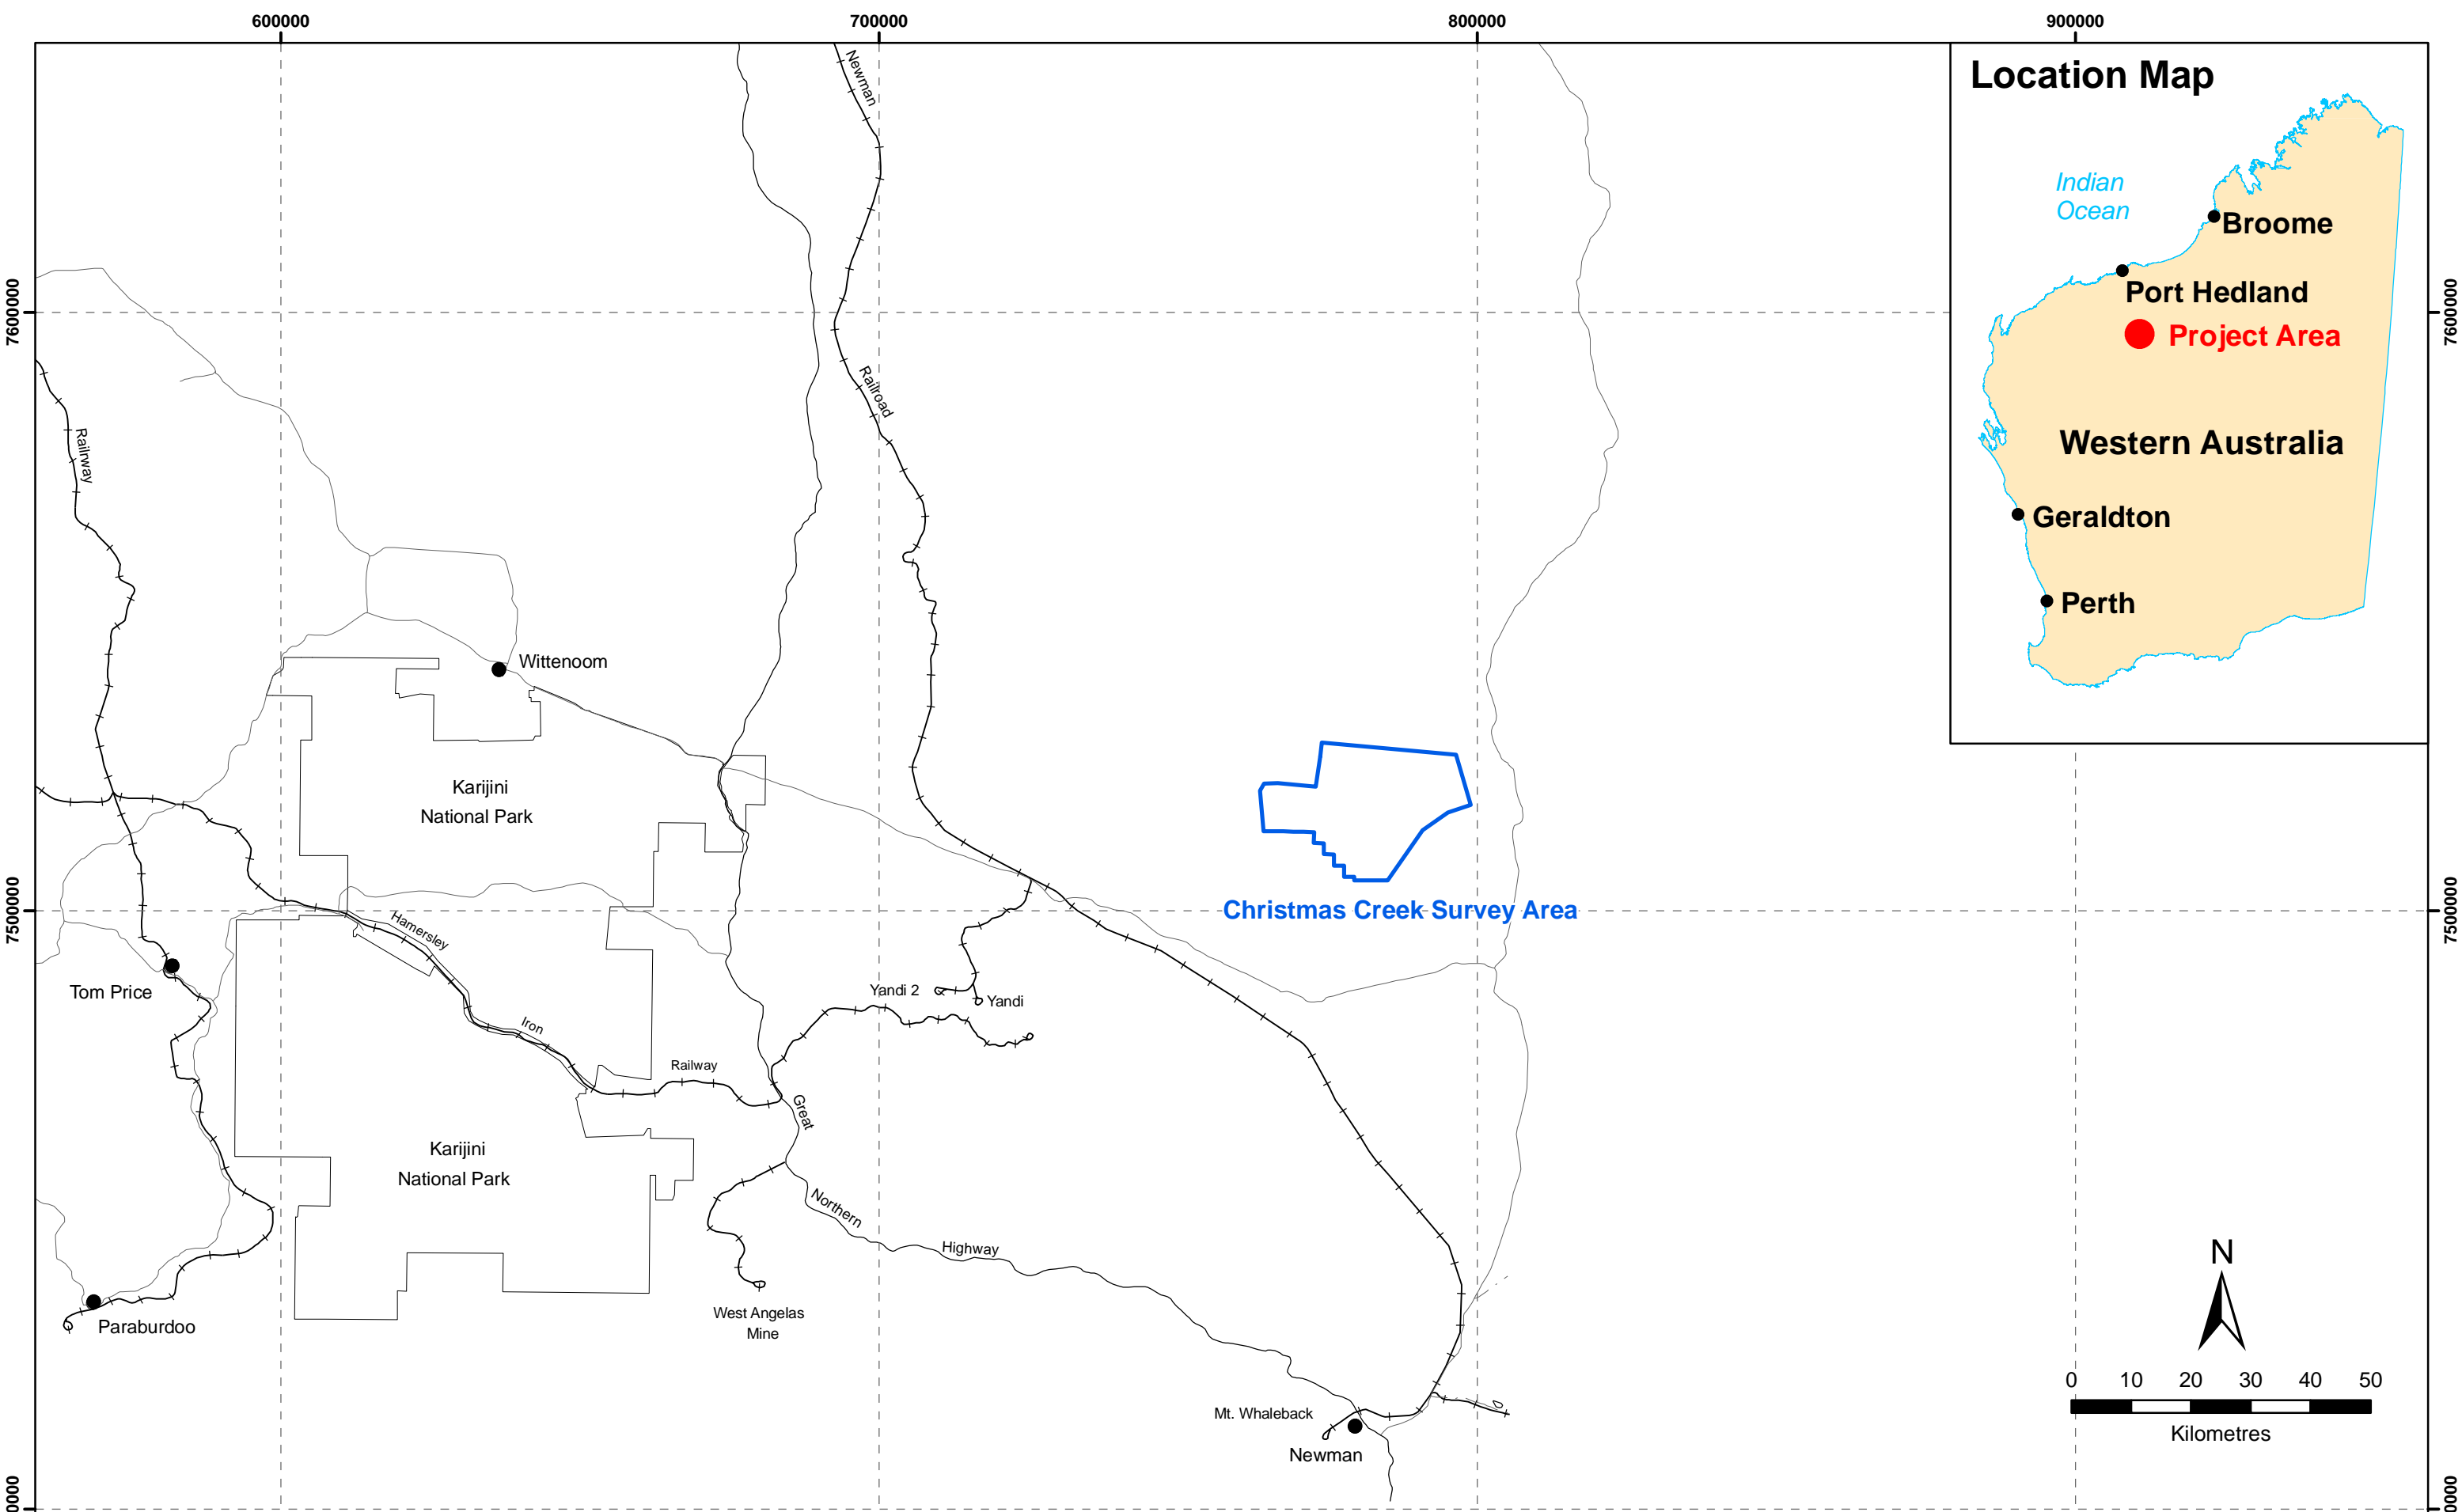 600000
700000
800000
900000
Newman
Location Map
Indian
Ocean
Broome
Port Hedland
Project Area
7600000
7600000
Railroad
Railrway
Western Australia
Geraldton
Perth
Wittenoom
Karijini
National Park
7500000
7500000
Christmas Creek Survey Area
Hamersley
Tom Price
Yandi 2
Yandi
Iron
Railway
Great
Karijini
National Park
Northern
Highway
West Angelas
Mine
Paraburdoo
N
0 10 20 30 40 50
Kilometres
Mt. Whaleback
Newman